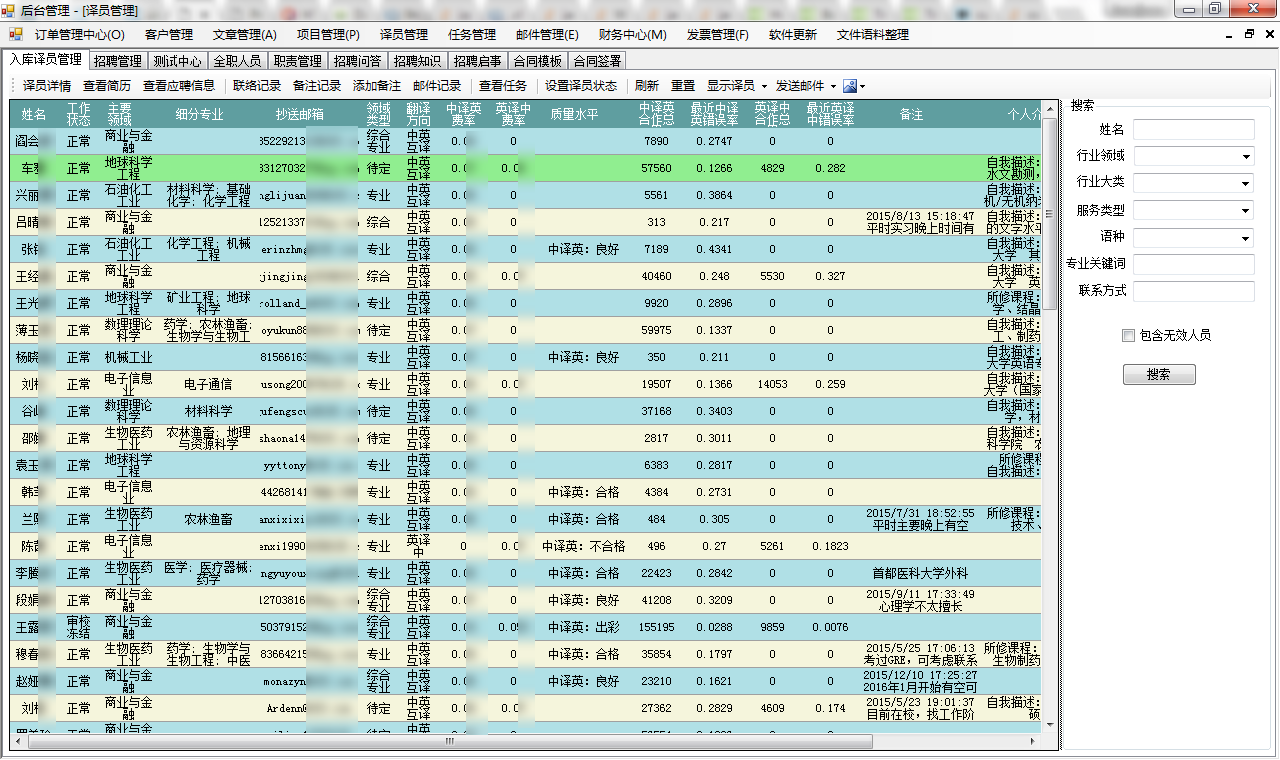 后台管理 - [译员管理]
订单管理中心(O) 客户管理 文章管理(A) 项目管理(P) 译员管理 任务管理 邮件管理(E) 财务中心(M) 发票管理(F) 软件更新 文件语料整理
入库译员管理 招聘管理 测试中心 全职人员 职责管理 招聘问答 招聘知识 招聘启事 合同模板 合同签署
译员详情 查看简历 查看应聘信息 联络记录 备注记录 添加备注 邮件记录 查看任务 设置译员状态 刷新 重置 显示译员 发送邮件
姓名 工作状态 主要领域 细分专业 抄送邮箱 领域类型 翻译方向 中译英费率 英译中费率 质量水平 中译英合作总 最近中译英错误率 英译中合作总 最近英译中错误率 备注 个人介
阎会 正常 商业与金融 35229213 综合专业 中英互译 0.0 0 7890 0.2747 0 0
车 正常 地球科学工程 33127032 待定 中英互译 0.0 0.0 57560 0.1266 4829 0.282 自我描述: 水文勘测,
兴丽 正常 石油化工工业 材料科学; 基础化学; 化学工程 nglijuan 专业 中英互译 0.0 0 5561 0.3864 0 0 自我描述: 机/无机纳
吕晴 正常 商业与金融 12521337 综合 中英互译 0.0 0 313 0.217 0 0 2015/8/13 15:18:47 平时实习晚上时间有 自我描述: 的文字水平
张 正常 石油化工工业 化学工程; 机械工程 erinzhm 专业 中英互译 0.0 0 中译英: 良好 7189 0.4341 0 0 自我描述: 大学 其
王经 正常 商业与金融 jingjing 综合 中英互译 0.0 0.0 40460 0.248 5530 0.327 自我描述: 大学 英
王光 正常 地球科学工程 矿业工程; 地球科学 rolland_ 专业 中英互译 0.0 0 9920 0.2896 0 0 所修课程: 学、结晶
薄玉 正常 数理理论科学 药学; 农林渔畜; 生物学与生物工 oyukun88 待定 中英互译 0.0 0 59975 0.1337 0 0 自我描述: 工、制药
杨晓 正常 机械工业 81566163 专业 中英互译 0.0 0 中译英: 良好 350 0.211 0 0 自我描述: 大学英语专
刘 正常 电子信息业 电子通信 usong200 专业 中英互译 0.0 0.0 19507 0.1366 14053 0.259 自我描述: 大学（国家
谷 正常 数理理论科学 材料科学 ufengscu 待定 中英互译 0.0 0 37168 0.3403 0 0 自我描述: 学，材
邵 正常 生物医药工业 农林渔畜; 地理与资源科学 shaona14 待定 中英互译 0.0 0 2817 0.3011 0 0 自我描述: 科学院 农
袁玉 正常 地球科学工程 yyttony 专业 中英互译 0.0 0 6383 0.2817 0 0 所修课程 自我描述:
韩 正常 电子信息业 44268141 专业 中英互译 0.0 0 中译英: 合格 4384 0.2731 0 0
兰 正常 生物医药工业 农林渔畜 anxixixi 专业 中英互译 0.0 0 中译英: 合格 484 0.305 0 0 2015/7/31 18:52:55 平时主要晚上有空 所修课程: 技术、
陈 正常 电子信息业 enxi1990 专业 英译中 0 0.0 中译英: 不合格 496 0.27 5261 0.1823
李腾 正常 生物医药工业 医学; 医疗器械; 药学 ngyuyou 专业 中英互译 0.0 0 中译英: 合格 22423 0.2842 0 0 首都医科大学外科
段娟 正常 商业与金融 12703816 综合专业 中英互译 0.0 0 中译英: 良好 41208 0.3209 0 0 2015/9/11 17:33:49 心理学不太擅长
王露 审核冻结 商业与金融 50379152 综合专业 中英互译 0.0 0.05 中译英: 出彩 155195 0.0288 9859 0.0076
穆春 正常 生物医药工业 药学; 生物学与生物工程; 中医 83664215 专业 中英互译 0.0 0 中译英: 合格 35854 0.1797 0 0 2015/5/25 17:06:13 考过GRE，可考虑联系 所修课程: 生物制药
赵娅 正常 商业与金融 monazyn 综合专业 中英互译 0.0 0 中译英: 良好 23210 0.1621 0 0 2015/12/10 17:25:27 2016年1月开始有空可
刘 正常 商业与金融 Ardenn 待定 中英互译 0.0 0.0 27362 0.2829 4609 0.174 2015/5/23 19:01:37 目前在校，找工作阶 自我描述: 硕
正常 商业与金 综合 中英
搜索
姓名
行业领域
行业大类
服务类型
语种
专业关键词
联系方式
包含无效人员
搜索